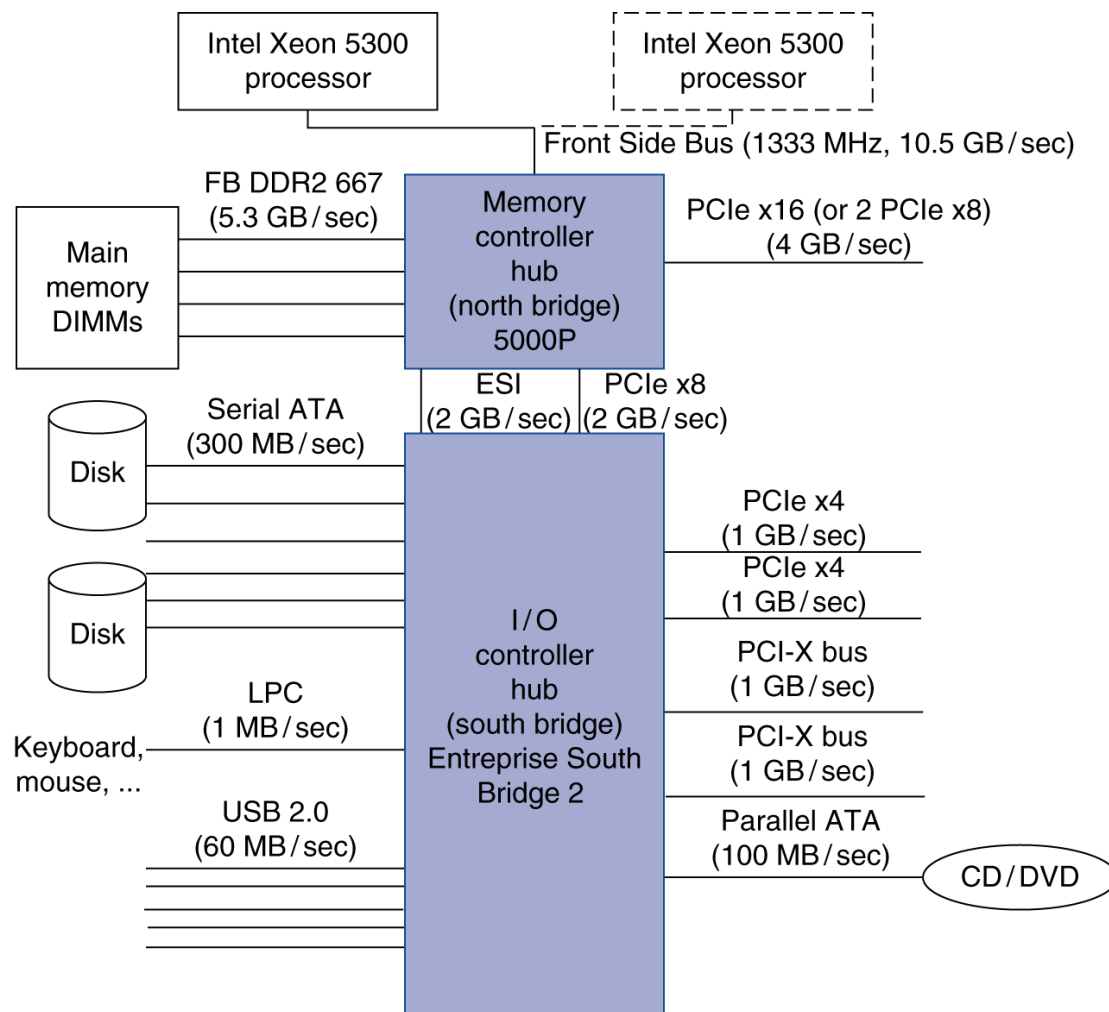 Intel Xeon 5300
processor
Intel Xeon 5300
processor
Front Side Bus (1333 MHz, 10.5 GB/sec)
FB DDR2 667
(5.3 GB/sec)
Main
memory
DIMMs
Memory
controller
hub
(north bridge)
5000P
PCIe x16 (or 2 PCIe x8)
(4 GB/sec)
ESI
(2 GB/sec)
PCIe x8
(2 GB/sec)
Serial ATA
(300 MB/sec)
Disk
Disk
LPC
(1 MB/sec)
Keyboard,
mouse, ...
USB 2.0
(60 MB/sec)
I/O
controller
hub
(south bridge)
Entreprise South
Bridge 2
PCIe x4
(1 GB/sec)
PCIe x4
(1 GB/sec)
PCI-X bus
(1 GB/sec)
PCI-X bus
(1 GB/sec)
Parallel ATA
(100 MB/sec)
CD/DVD